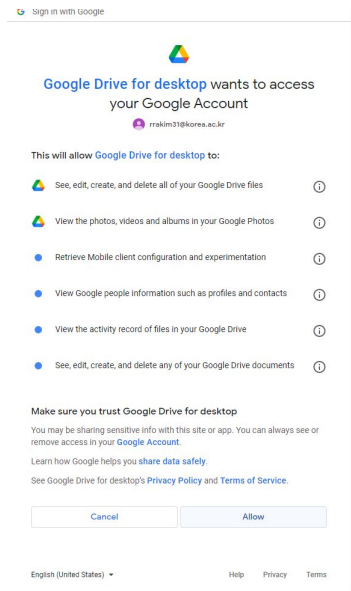 Sign in with Google
Google Drive for desktop wants to access
your Google Account
rrakim31@korea.ac.kr
This will allow Google Drive for desktop to:
See, edit, create, and delete all of your Google Drive files
View the photos, videos and albums in your Google Photos
Retrieve Mobile client configuration and experimentation
View Google people information such as profiles and contacts
View the activity record of files in your Google Drive
See, edit, create, and delete any of your Google Drive documents
Make sure you trust Google Drive for desktop
You may be sharing sensitive info with this site or app. You can always see or
remove access in your Google Account.
Learn how Google helps you share data safely.
See Google Drive for desktop's Privacy Policy and Terms of Service.
Cancel Allow
English (United States) Help Privacy Terms